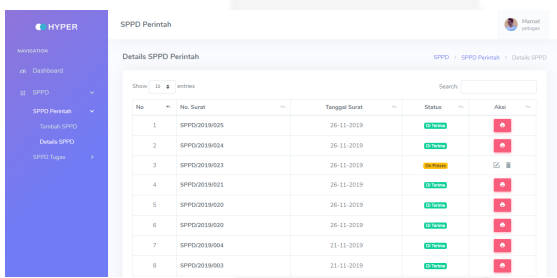 HYPER
SPPD Perintah
Mamat
petugas
NAVIGATION
Dashboard
SPPD
SPPD Perintah
Tambah SPPD
Details SPPD
SPPD Tugas
Details SPPD Perintah
SPPD > SPPD Perintah > Details SPPD
Show 10 entries
Search:
No No. Surat Tanggal Surat Status Aksi
1 SPPD/2019/025 26-11-2019 Di Terima
2 SPPD/2019/024 26-11-2019 Di Terima
3 SPPD/2019/023 26-11-2019 On Proses
4 SPPD/2019/021 26-11-2019 Di Terima
5 SPPD/2019/020 26-11-2019 Di Terima
6 SPPD/2019/020 26-11-2019 Di Terima
7 SPPD/2019/004 21-11-2019 Di Terima
8 SPPD/2019/003 21-11-2019 Di Terima